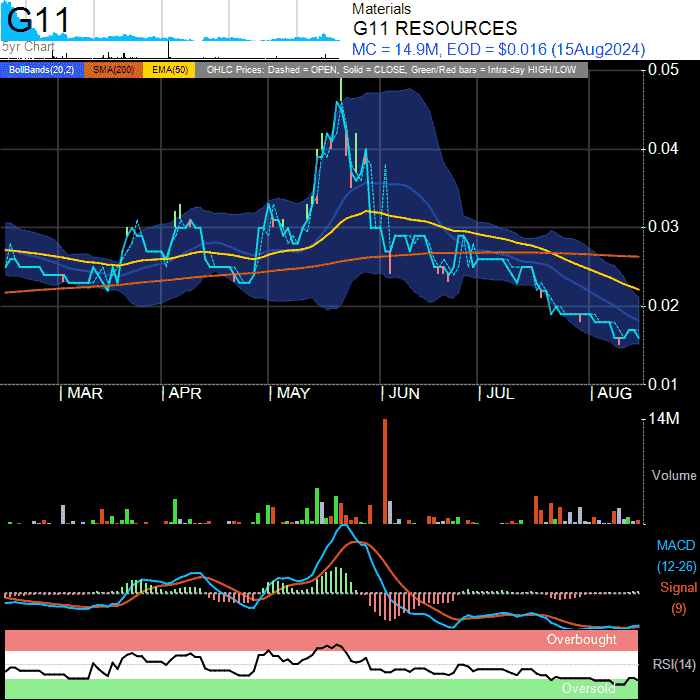 G11
5yr Chart
Materials
G11 RESOURCES
MC = 14.9M, EOD = $0.016 (15Aug2024)
BollBands(20,2) SMA(200) EMA(50) OHLC Prices: Dashed = OPEN, Solid = CLOSE, Green/Red bars = Intra-day HIGH/LOW
0.05
0.04
0.03
0.02
0.01
| MAR | APR | MAY | JUN | JUL | AUG
14M
Volume
MACD
(12-26)
Signal
(9)
Overbought
RSI(14)
Oversold